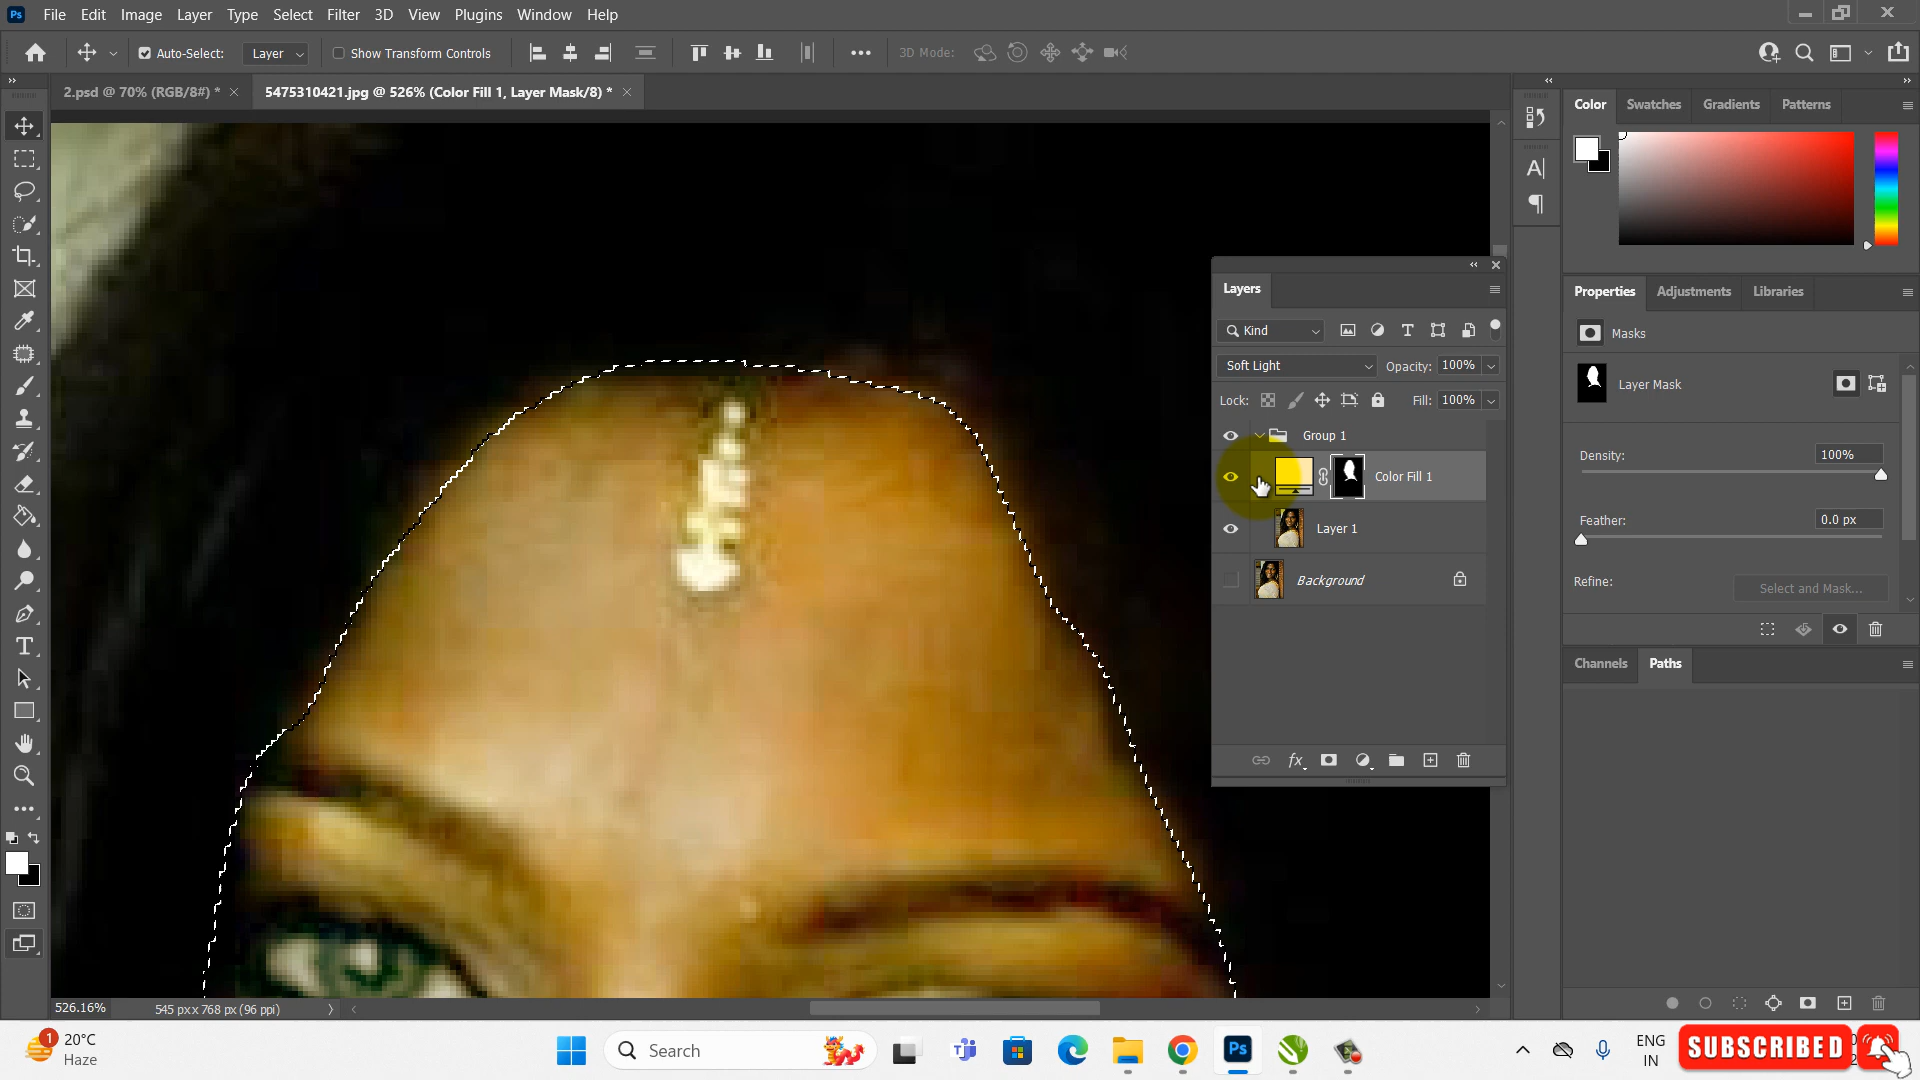 Ps File Edit Image Layer Type Select Filter 3D View Plugins Window Help
Auto-Select: Layer Show Transform Controls 3D Mode:
2.psd @ 70% (RGB/8#) * 5475310421.jpg @ 526% (Color Fill 1, Layer Mask/8) *
Color Swatches Gradients Patterns
Layers
Kind
Soft Light Opacity: 100%
Lock: Fill: 100%
Group 1
Color Fill 1
Layer 1
Background
Properties Adjustments Libraries
Masks
Layer Mask
Density: 100%
Feather: 0.0 px
Refine: Select and Mask...
Channels Paths
526.16% 545 px x 768 px (96 ppi)
1 20°C
Haze
Search
Ps
ENG
IN
SUBSCRIBED